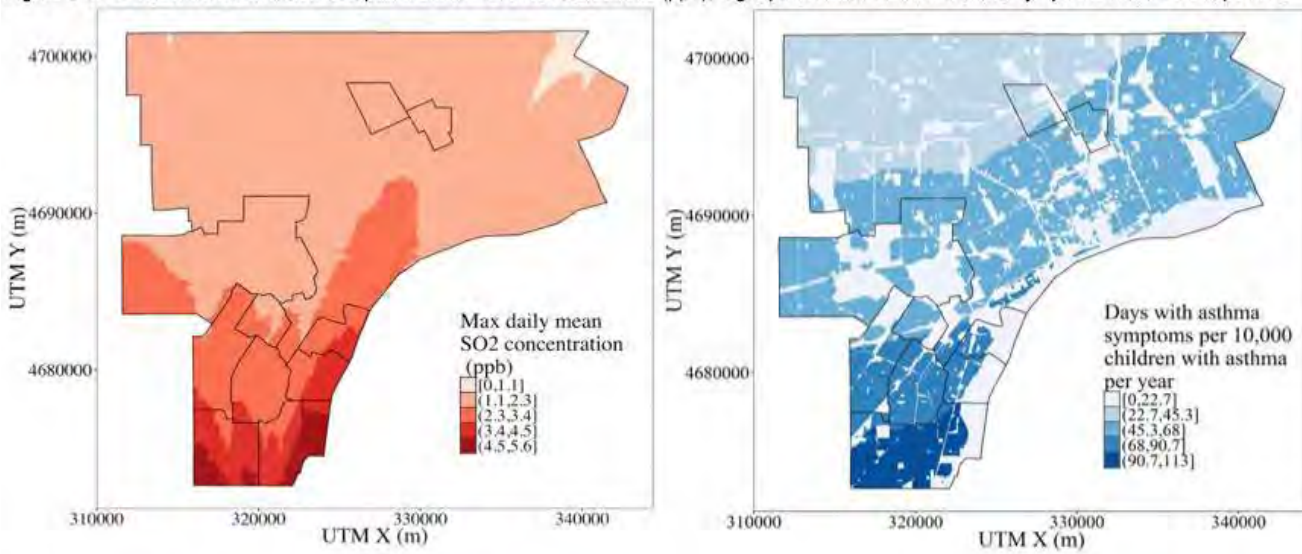 4700000
4690000
4680000
UTM Y (m)
310000
320000
330000
340000
UTM X (m)
Max daily mean
SO2 concentration
(ppb)
[0,1.1]
(1.1,2.3]
(2.3,3.4]
(3.4,4.5]
(4.5,5.6]
4700000
4690000
4680000
UTM Y (m)
310000
320000
330000
340000
UTM X (m)
Days with asthma
symptoms per 10,000
children with asthma
per year
[0,22.7]
(22.7,45.3]
(45.3,68]
(68,90.7]
(90.7,113]